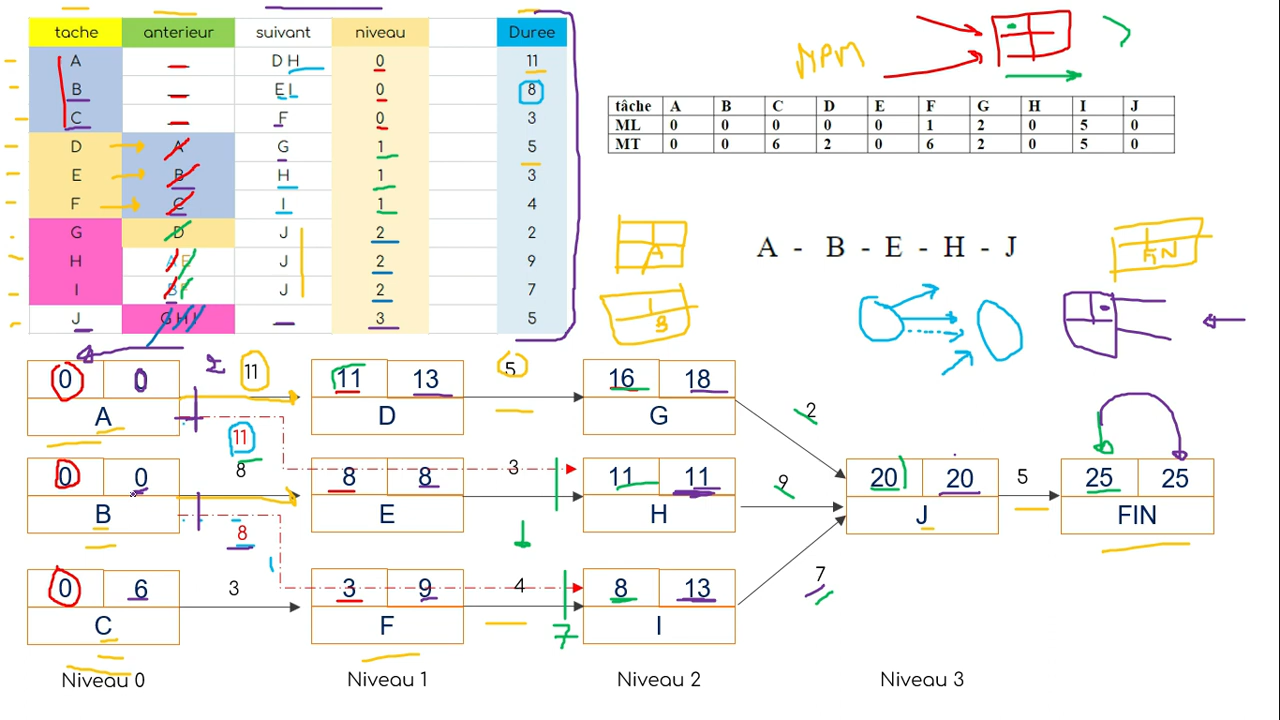 tache anterieur suivant niveau Duree
A — D H 0 11
B — E I 0 8
C — F 0 3
D A G 1 5
E B H 1 3
F C I 1 4
G D J 2 2
H A E J 2 9
I B F J 2 7
J G H I — 3 5
MPM
tâche A B C D E F G H I J
ML 0 0 0 0 0 1 2 0 5 0
MT 0 0 6 2 0 6 2 0 5 0
A
B
A - B - E - H - J
FIN
0 0
A
11
11 13
D
5
16 18
G
2
11
0 0
B
8
8 8
E
3
11 11
H
9
20 20
J
5
25 25
FIN
8
0 6
C
3
3 9
F
4
7
8 13
I
7
Niveau 0 Niveau 1 Niveau 2 Niveau 3